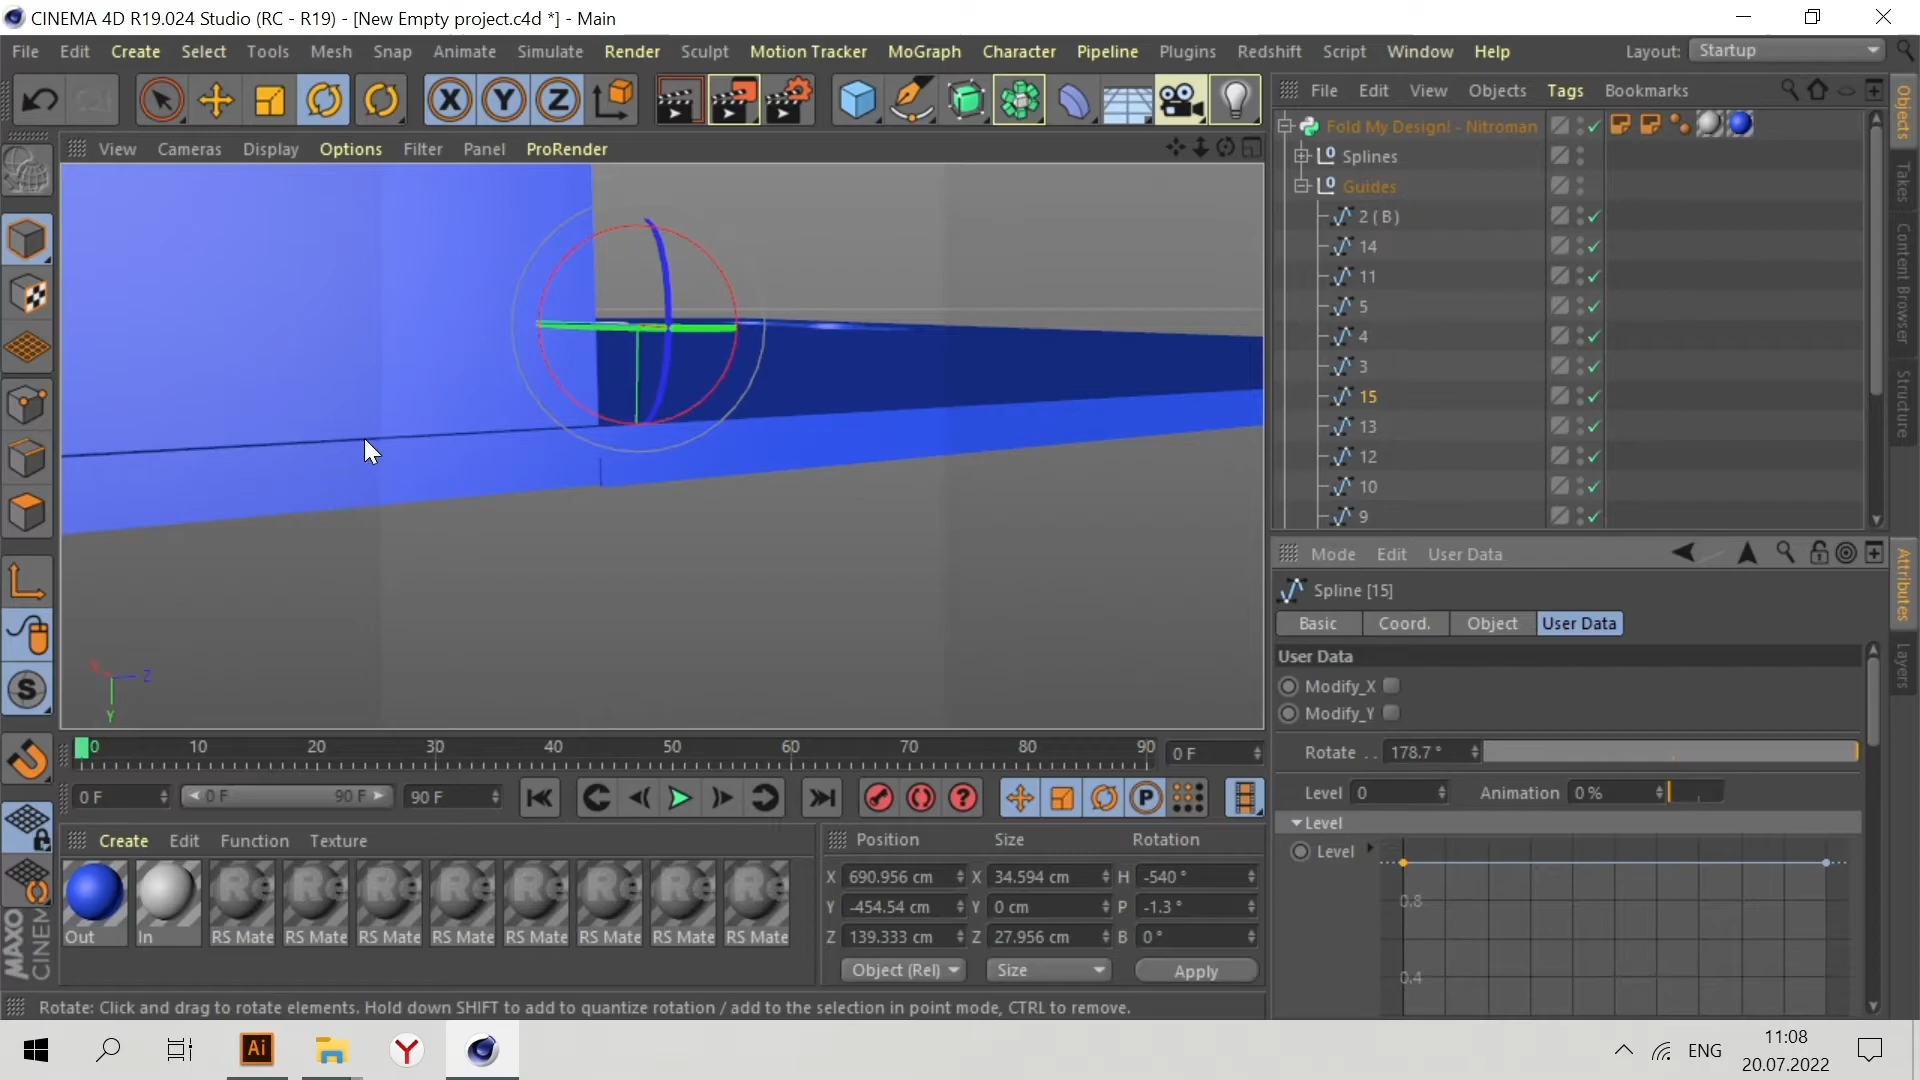 CINEMA 4D R19.024 Studio (RC - R19) - [New Empty project.c4d *] - Main
File Edit Create Select Tools Mesh Snap Animate Simulate Render Sculpt Motion Tracker MoGraph Character Pipeline Plugins Redshift Script Window Help
Layout: Startup
X Y Z
View Cameras Display Options Filter Panel ProRender
File Edit View Objects Tags Bookmarks
Fold My Design! - Nitroman
Splines
Guides
2 ( B )
14
11
5
4
3
15
13
12
10
9
Objects
Takes
Content Browser
Structure
Attributes
Layers
Mode Edit User Data
Spline [15]
Basic Coord. Object User Data
User Data
Modify_X
Modify_Y
Rotate . . 178.7 °
Level 0 Animation 0 %
Level
Level
0.8
0.4
X Z
Y
S
0 10 20 30 40 50 60 70 80 90 0 F
0 F 0 F 90 F 90 F
P
Create Edit Function Texture
Out In RS Mate RS Mate RS Mate RS Mate RS Mate RS Mate RS Mate RS Mate
Position Size Rotation
X 690.956 cm X 34.594 cm H -540 °
Y -454.54 cm Y 0 cm P -1.3 °
Z 139.333 cm Z 27.956 cm B 0 °
Object (Rel) Size Apply
MAXO
CINEM
Rotate: Click and drag to rotate elements. Hold down SHIFT to add to quantize rotation / add to the selection in point mode, CTRL to remove.
Ai
Y
ENG
11:08
20.07.2022